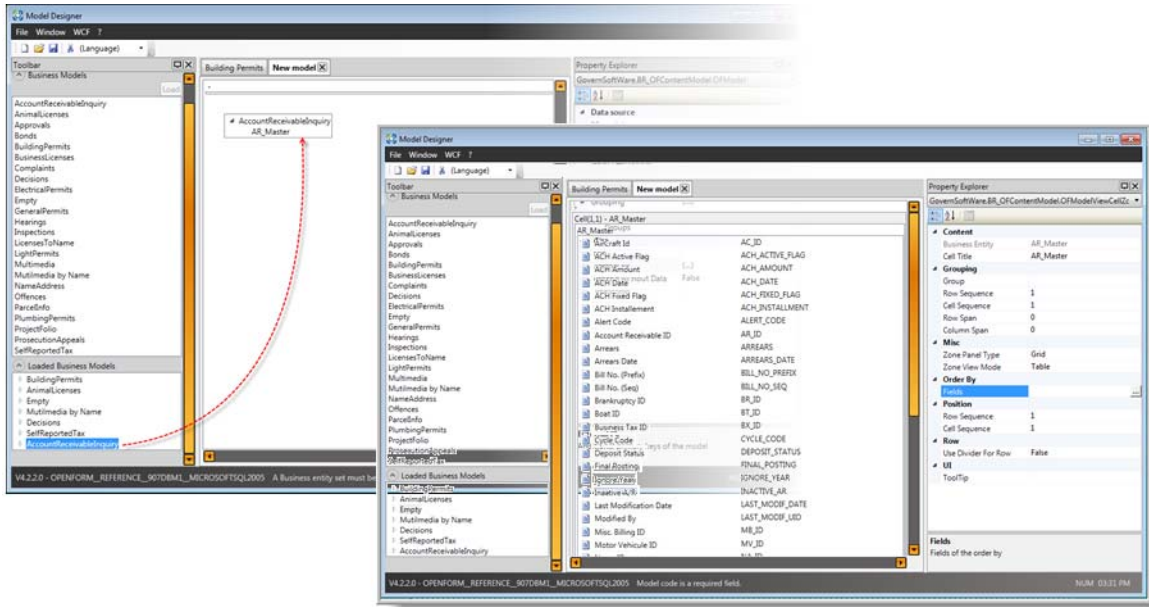 Model Designer
File Window WCF ?
(Language)
Toolbar
Business Models
Load
AccountReceivableInquiry
AnimalLicenses
Approvals
Bonds
BuildingPermits
BusinessLicenses
Complaints
Decisions
ElectricalPermits
Empty
GeneralPermits
Hearings
Inspections
LicensesToName
LightPermits
Multimedia
Mutilmedia by Name
NameAddress
Offences
ParcelInfo
PlumbingPermits
ProjectFolio
ProsecutionAppeals
SelfReportedTax
Loaded Business Models
BuildingPermits
AnimalLicenses
Empty
Mutilmedia by Name
Decisions
SelfReportedTax
AccountReceivableInquiry
Building Permits New model
AccountReceivableInquiry
AR_Master
Property Explorer
GovernSoftWare.BR_OFContentModel.OFModel
Data source
V4.2.2.0 - OPENFORM_REFERENCE__907DBM1__MICROSOFTSQL2005 A Business entity set must be
Model Designer
File Window WCF ?
(Language)
Toolbar
Business Models
Load
AccountReceivableInquiry
AnimalLicenses
Approvals
Bonds
BuildingPermits
BusinessLicenses
Complaints
Decisions
ElectricalPermits
Empty
GeneralPermits
Hearings
Inspections
LicensesToName
LightPermits
Multimedia
Mutilmedia by Name
NameAddress
Offences
ParcelInfo
PlumbingPermits
ProjectFolio
ProsecutionAppeals
SelfReportedTax
Loaded Business Models
BuildingPermits
AnimalLicenses
Empty
Mutilmedia by Name
Decisions
SelfReportedTax
AccountReceivableInquiry
Building Permits New model
Cell(1,1) - AR_Master
AR_Master
Air Craft Id AC_ID
ACH Active Flag ACH_ACTIVE_FLAG
ACH Amount ACH_AMOUNT
ACH Date ACH_DATE
ACH Fixed Flag ACH_FIXED_FLAG
ACH Installement ACH_INSTALLMENT
Alert Code ALERT_CODE
Account Receivable ID AR_ID
Arrears ARREARS
Arrears Date ARREARS_DATE
Bill No. (Prefix) BILL_NO_PREFIX
Bill No. (Seq) BILL_NO_SEQ
Brankruptcy ID BR_ID
Boat ID BT_ID
Business Tax ID BX_ID
Cycle Code CYCLE_CODE
Deposit Status DEPOSIT_STATUS
Final Posting FINAL_POSTING
Ignore Year IGNORE_YEAR
Inactive A/R INACTIVE_AR
Last Modification Date LAST_MODIF_DATE
Modified By LAST_MODIF_UID
Misc. Billing ID MB_ID
Motor Vehicule ID MV_ID
Property Explorer
GovernSoftWare.BR_OFContentModel.OFModelViewCellZc
Content
Business Entity AR_Master
Cell Title AR_Master
Grouping
Group
Row Sequence 1
Cell Sequence 1
Row Span 0
Column Span 0
Misc
Zone Panel Type Grid
Zone View Mode Table
Order By
Fields ...
Position
Row Sequence 1
Cell Sequence 1
Row
Use Divider For Row False
UI
ToolTip
Fields
Fields of the order by
V4.2.2.0 - OPENFORM_REFERENCE__907DBM1__MICROSOFTSQL2005 Model code is a required field.
NUM 03:31 PM